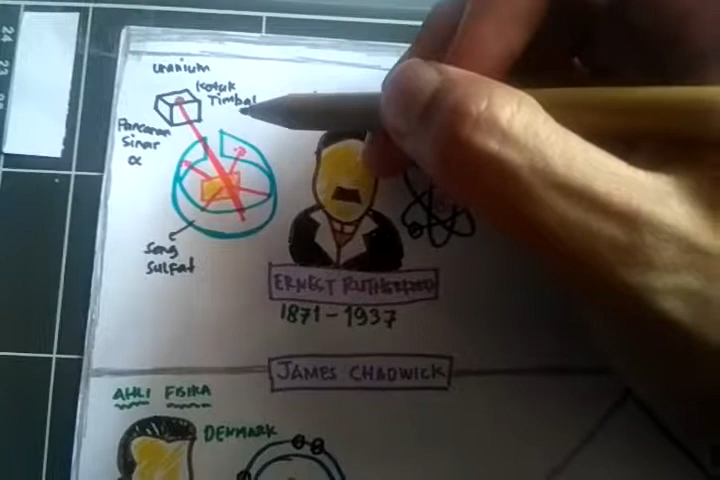 uranium
kotak
Timbal
Pancaran
Sinar
α
Seng
Sulfat
ERNEST RUTHERFORD
1871-1937
JAMES CHADWICK
AHLI FISIKA
DENMARK
24
23